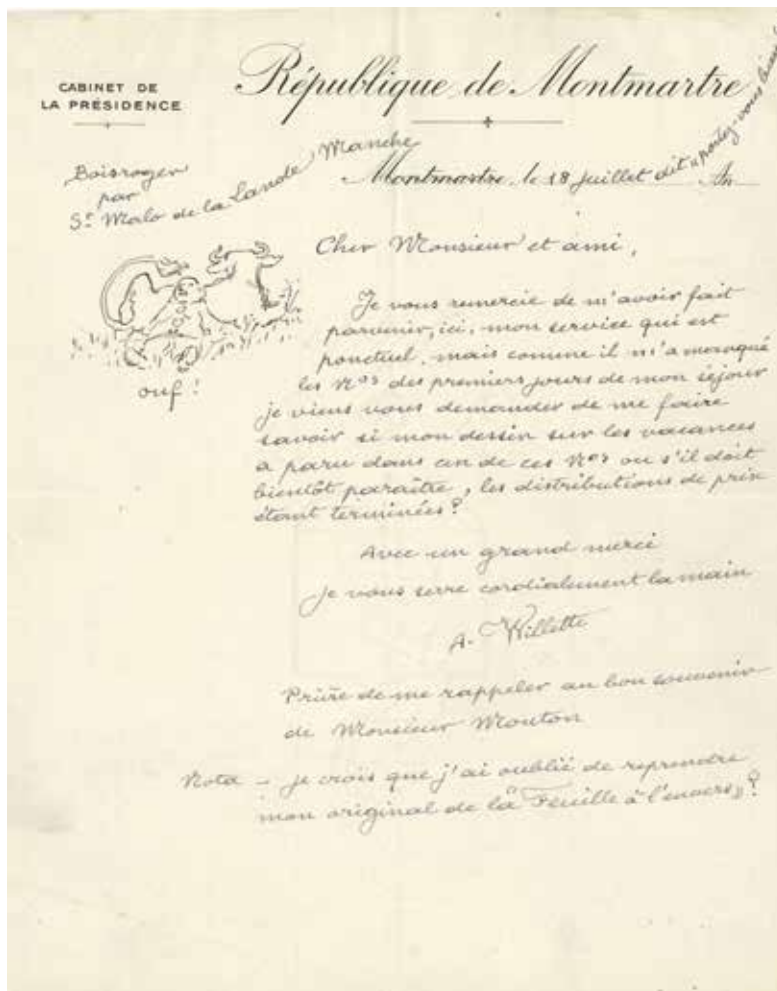 CABINET DE
LA PRÉSIDENCE
République de Montmartre
Boisroger
par
St Malo de la Lande Manche
Montmartre, le 18 juillet dit "portez-vous An
Cher Monsieur et ami,
Je vous remercie de m'avoir fait
parvenir, ici, mon service qui est
ponctuel, mais comme il m'a manqué
les Nos des premiers jours de mon séjour
je viens vous demander de me faire
savoir si mon dessin sur les vacances
a paru dans un de ces Nos ou s'il doit
bientôt paraître, les distributions de prix
étant terminées?
ouf!
Avec un grand merci
je vous serre cordialement la main
A. Willette
Prière de me rappeler au bon souvenir
de Monsieur Mouton
Nota – je crois que j'ai oublié de reprendre
mon original de la "Feuille à l'envers"?